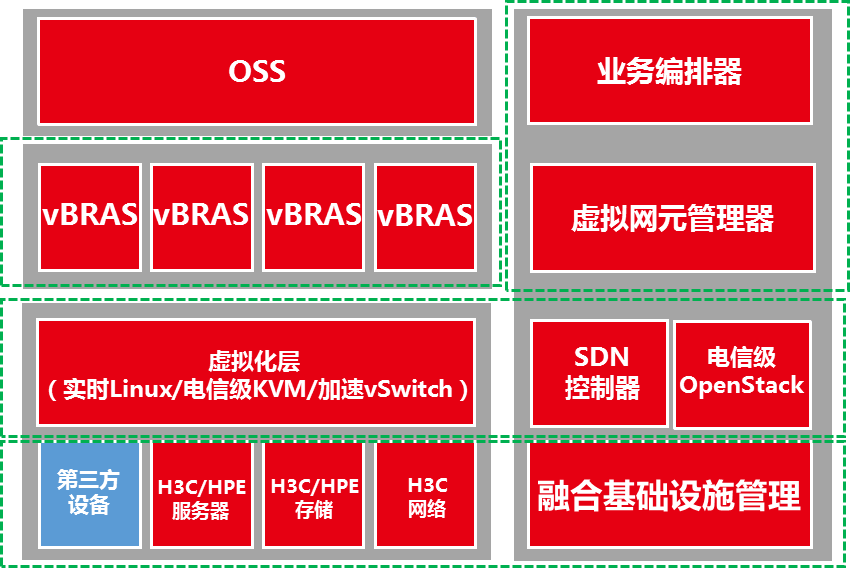 OSS
业务编排器
vBRAS
vBRAS
vBRAS
vBRAS
虚拟网元管理器
虚拟化层
（实时Linux/电信级KVM/加速vSwitch）
SDN
控制器
电信级
OpenStack
第三方
设备
H3C/HPE
服务器
H3C/HPE
存储
H3C
网络
融合基础设施管理